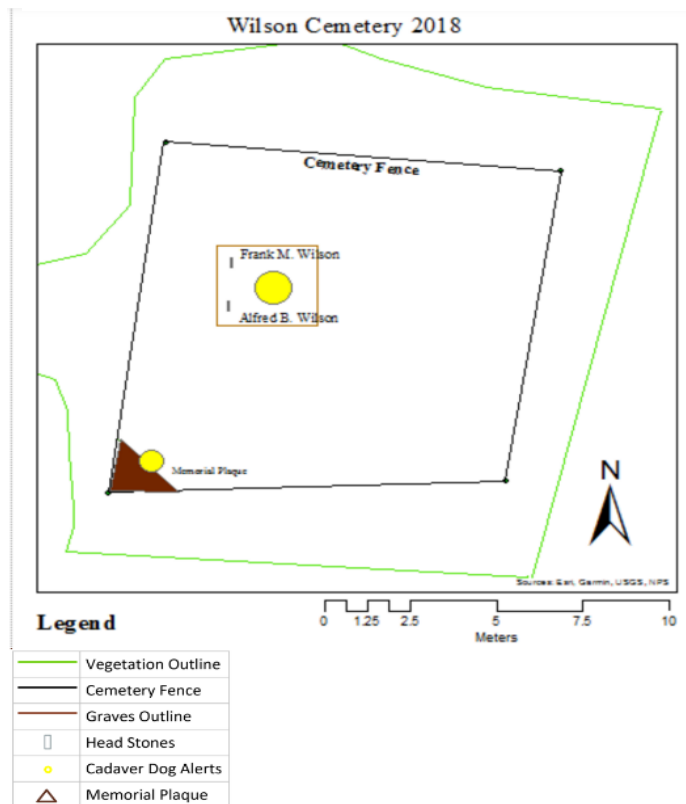 Wilson Cemetery 2018
Cemetery Fence
Frank M. Wilson
Alfred B. Wilson
Memorial Plaque
N
Sources: Esri, Garmin, USGS, NPS
Legend
0 1.25 2.5 5 7.5 10
Meters
Vegetation Outline
Cemetery Fence
Graves Outline
Head Stones
Cadaver Dog Alerts
Memorial Plaque